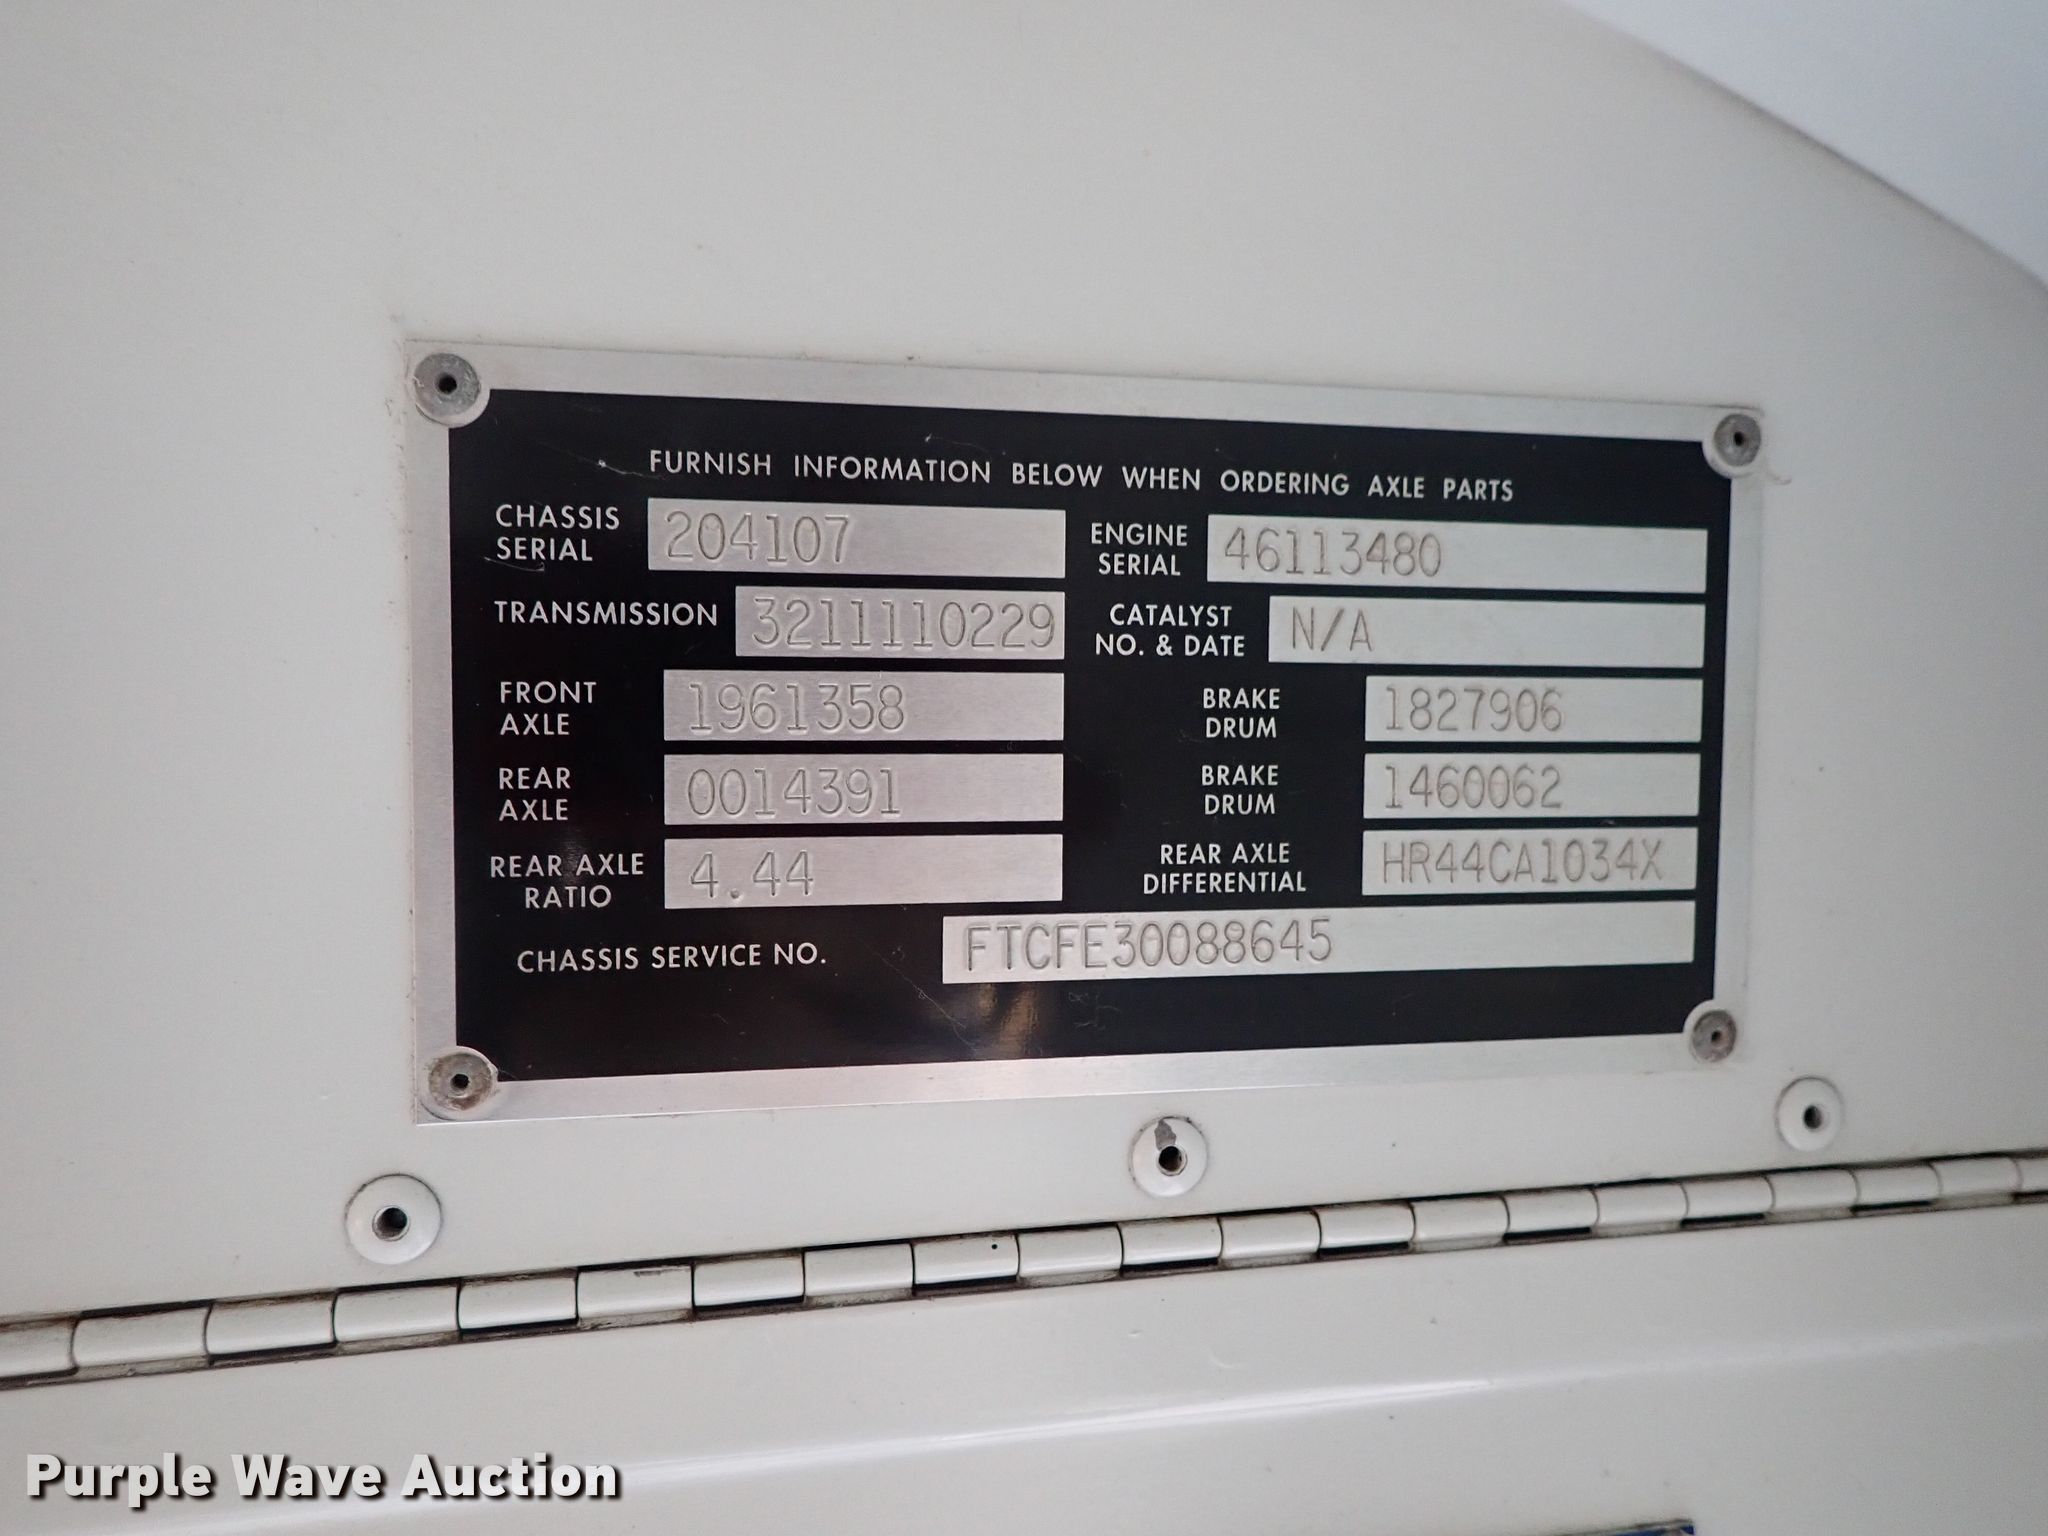 FURNISH INFORMATION BELOW WHEN ORDERING AXLE PARTS
CHASSIS SERIAL 204107
ENGINE SERIAL 46113480
TRANSMISSION 3211110229
CATALYST NO. & DATE N/A
FRONT AXLE 1961358
BRAKE DRUM 1827906
REAR AXLE 0014391
BRAKE DRUM 1460062
REAR AXLE RATIO 4.44
REAR AXLE DIFFERENTIAL HR44CA1034X
CHASSIS SERVICE NO. FTCFE30088645
Purple Wave Auction